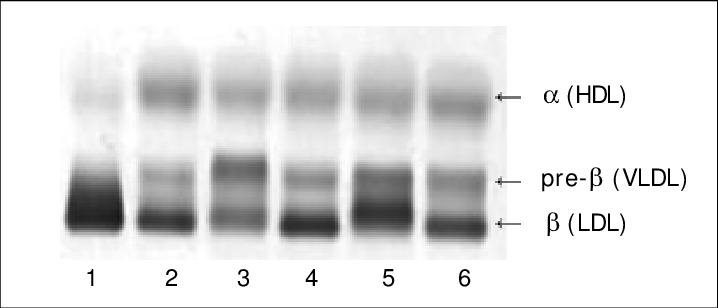 α (HDL)
pre-β (VLDL)
β (LDL)
1 2 3 4 5 6